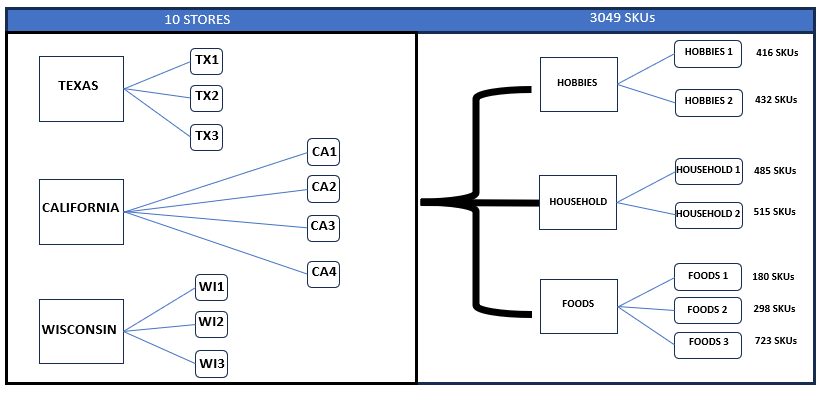 10 STORES
3049 SKUs
TEXAS
TX1
TX2
TX3
CALIFORNIA
CA1
CA2
CA3
CA4
WISCONSIN
WI1
WI2
WI3
HOBBIES
HOBBIES 1
416 SKUs
HOBBIES 2
432 SKUs
HOUSEHOLD
HOUSEHOLD 1
485 SKUs
HOUSEHOLD 2
515 SKUs
FOODS
FOODS 1
180 SKUs
FOODS 2
298 SKUs
FOODS 3
723 SKUs